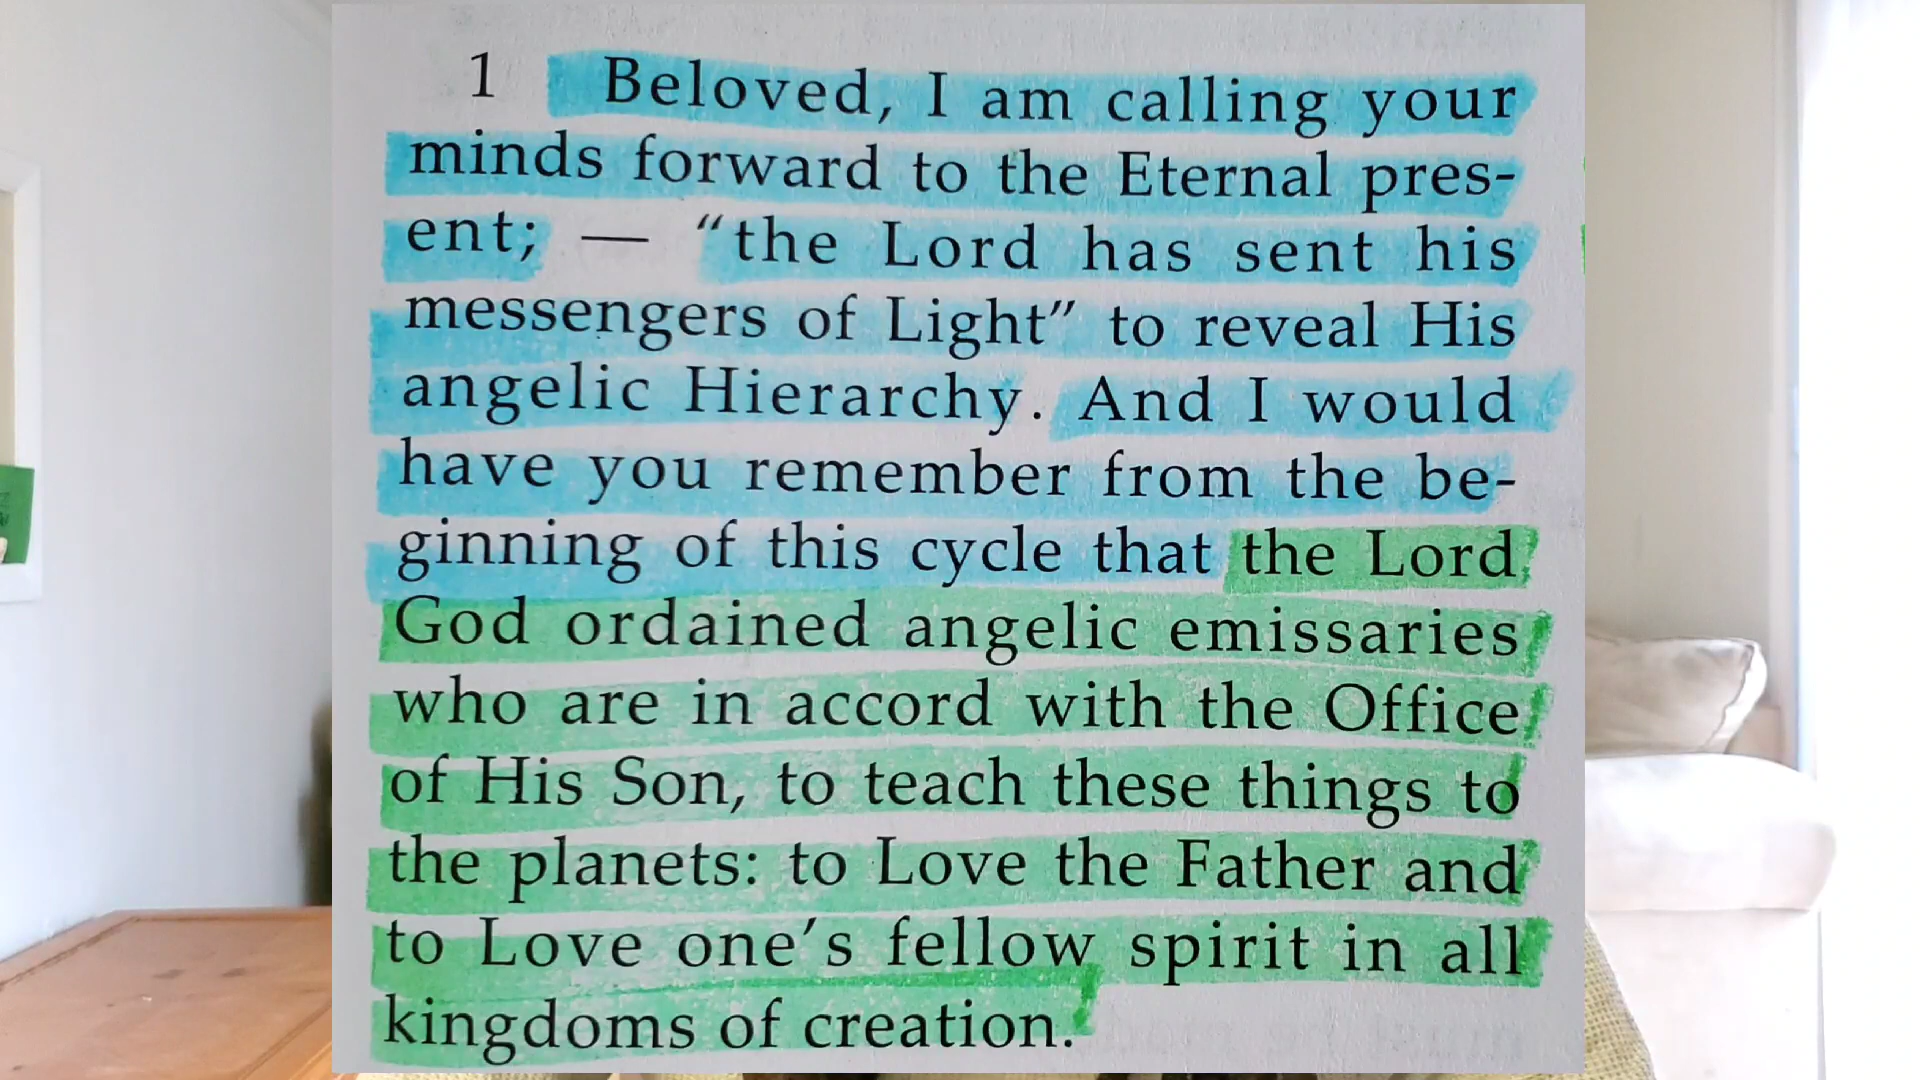 1 Beloved, I am calling your
minds forward to the Eternal pres-
ent; — “the Lord has sent his
messengers of Light” to reveal His
angelic Hierarchy. And I would
have you remember from the be-
ginning of this cycle that the Lord
God ordained angelic emissaries
who are in accord with the Office
of His Son, to teach these things to
the planets: to Love the Father and
to Love one’s fellow spirit in all
kingdoms of creation.